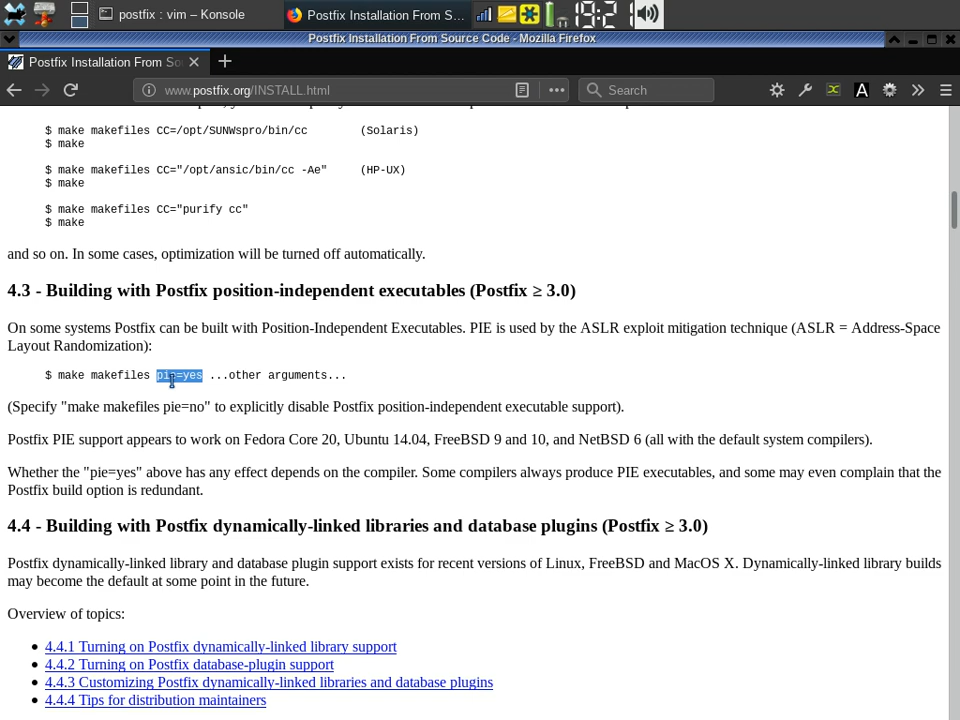 postfix : vim – Konsole
Postfix Installation From S…
19:2
Postfix Installation From Source Code - Mozilla Firefox
Postfix Installation From So
www.postfix.org/INSTALL.html
Search
$ make makefiles CC=/opt/SUNWspro/bin/cc (Solaris)
$ make
$ make makefiles CC="/opt/ansic/bin/cc -Ae" (HP-UX)
$ make
$ make makefiles CC="purify cc"
$ make
and so on. In some cases, optimization will be turned off automatically.
4.3 - Building with Postfix position-independent executables (Postfix ≥ 3.0)
On some systems Postfix can be built with Position-Independent Executables. PIE is used by the ASLR exploit mitigation technique (ASLR = Address-Space
Layout Randomization):
$ make makefiles pie=yes ...other arguments...
(Specify "make makefiles pie=no" to explicitly disable Postfix position-independent executable support).
Postfix PIE support appears to work on Fedora Core 20, Ubuntu 14.04, FreeBSD 9 and 10, and NetBSD 6 (all with the default system compilers).
Whether the "pie=yes" above has any effect depends on the compiler. Some compilers always produce PIE executables, and some may even complain that the
Postfix build option is redundant.
4.4 - Building with Postfix dynamically-linked libraries and database plugins (Postfix ≥ 3.0)
Postfix dynamically-linked library and database plugin support exists for recent versions of Linux, FreeBSD and MacOS X. Dynamically-linked library builds
may become the default at some point in the future.
Overview of topics:
4.4.1 Turning on Postfix dynamically-linked library support
4.4.2 Turning on Postfix database-plugin support
4.4.3 Customizing Postfix dynamically-linked libraries and database plugins
4.4.4 Tips for distribution maintainers